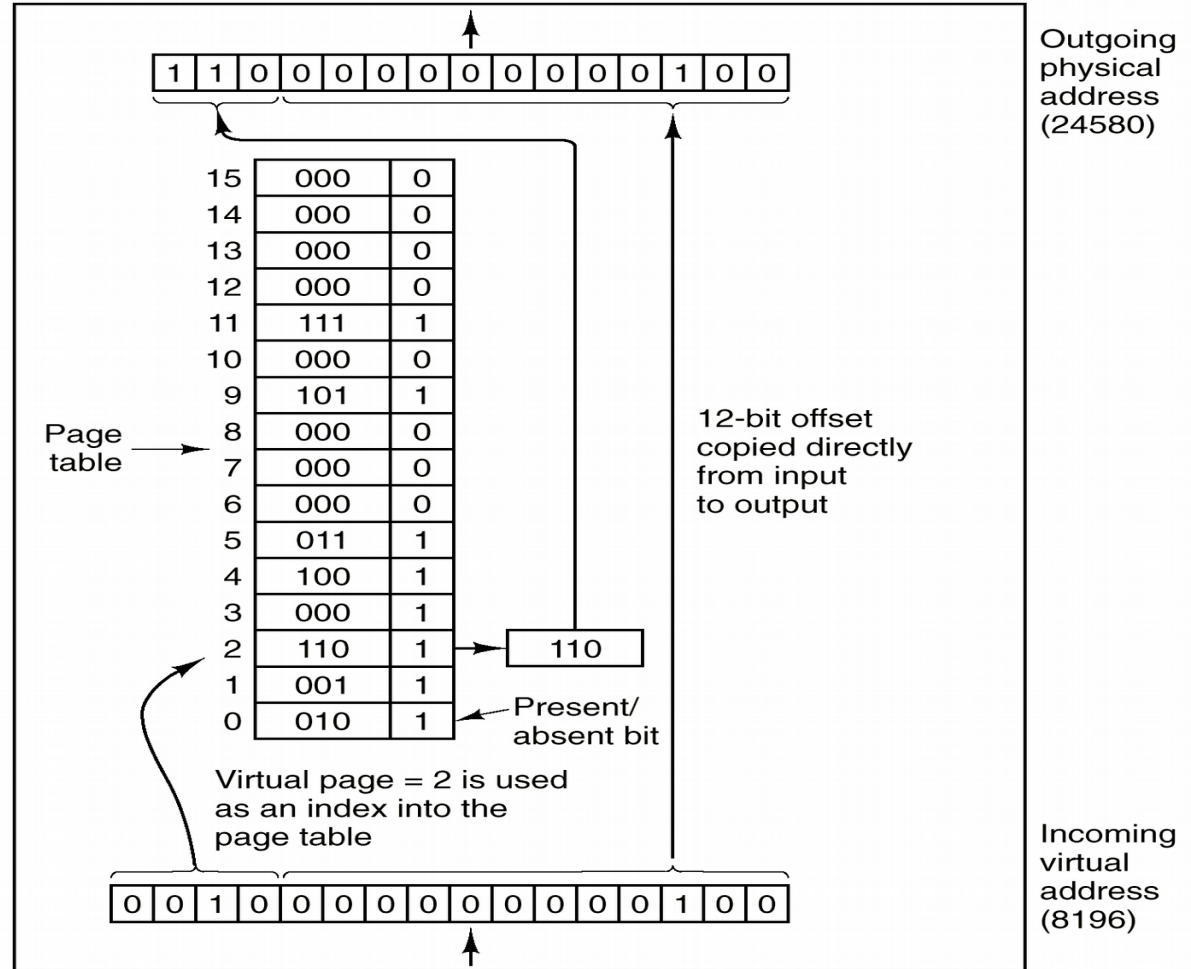 Outgoing
physical
address
(24580)
1 1 0 0 0 0 0 0 0 0 0 0 1 0 0
15 000 0
14 000 0
13 000 0
12 000 0
11 111 1
10 000 0
9 101 1
8 000 0
7 000 0
6 000 0
5 011 1
4 100 1
3 000 1
2 110 1
1 001 1
0 010 1
Page
table
110
Present/
absent bit
12-bit offset
copied directly
from input
to output
Virtual page = 2 is used
as an index into the
page table
0 0 1 0 0 0 0 0 0 0 0 0 0 1 0 0
Incoming
virtual
address
(8196)